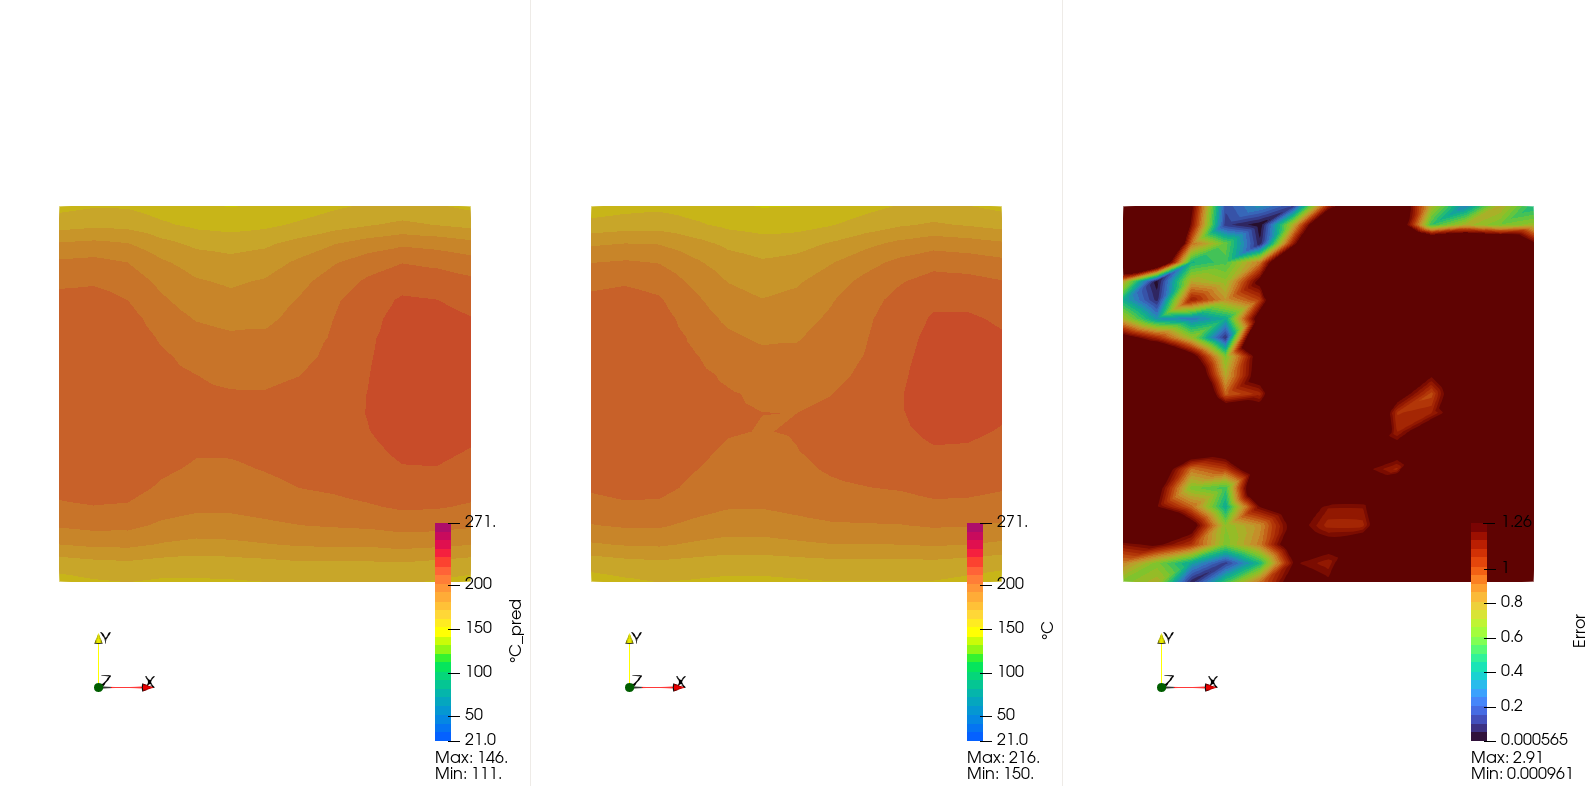 271.
200
150
100
50
21.0
°C_pred
Max: 146.
Min: 111.
Y
Z
X
271.
200
150
100
50
21.0
°C
Max: 216.
Min: 150.
Y
Z
X
1.26
1
0.8
0.6
0.4
0.2
0.000565
Error
Max: 2.91
Min: 0.000961
Y
Z
X